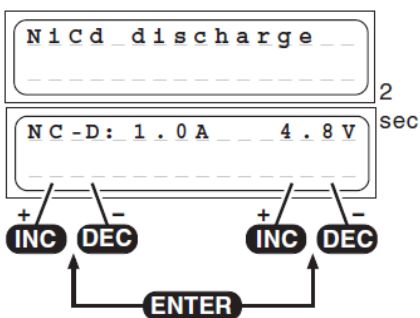 NiCd discharge
2
sec
NC-D: 1.0A 4.8V
+ - + -
INC DEC INC DEC
ENTER